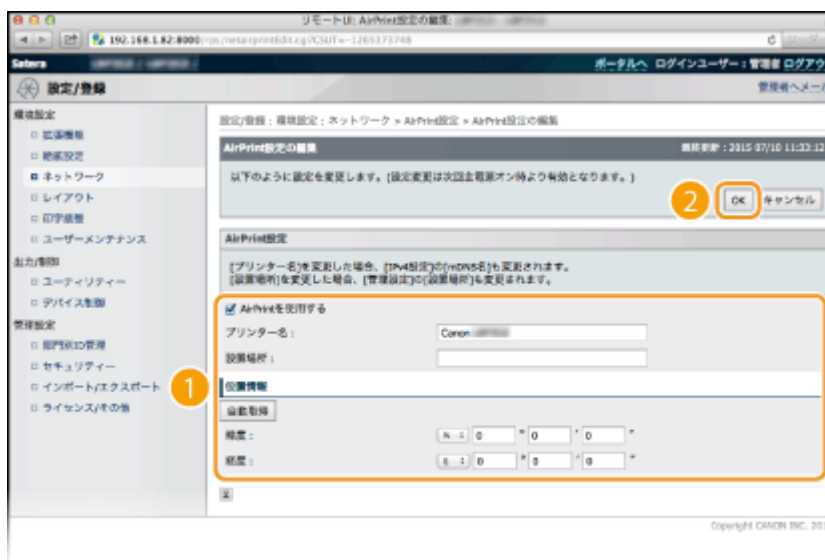 リモートUI: AirPrint設定の編集:
192.168.1.82:8000/rps/netairprintidit.cgi?CSUT=-1265373748
Satera
ポータルへ ログインユーザー:管理者 ログアウ
設定/登録
管理者へメー
環境設定
拡張機能
給紙設定
ネットワーク
レイアウト
印字調整
ユーザーメンテナンス
出力/制御
ユーティリティー
デバイス制御
管理設定
部門別ID管理
セキュリティー
インポート/エクスポート
ライセンス/その他
設定/登録:環境設定:ネットワーク > AirPrint設定 > AirPrint設定の編集
AirPrint設定の編集
最終更新:2015 07/10 11:33:12
以下のように設定を変更します。(設定変更は次回主電源オン時より有効となります。)
2
OK キャンセル
AirPrint設定
[プリンター名]を変更した場合、[IPv4設定]の[mDNS名]も変更されます。
[設置場所]を変更した場合、[管理設定]の[設置場所]も変更されます。
1
AirPrintを使用する
プリンター名: Canon
設置場所:
位置情報
自動取得
緯度: N 0 ° 0 ' 0 "
経度: E 0 ° 0 ' 0 "
Copyright CANON INC. 201